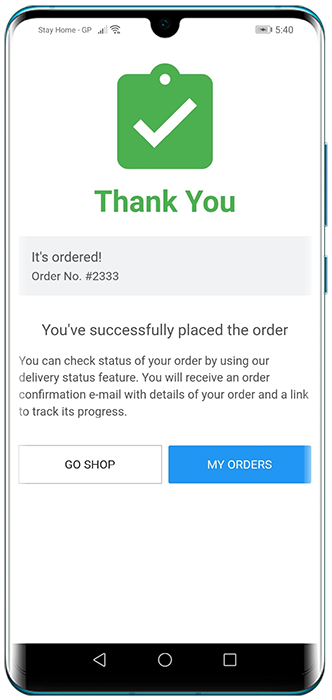 Stay Home - GP 5:40
Thank You
It's ordered!
Order No. #2333
You've successfully placed the order
You can check status of your order by using our
delivery status feature. You will receive an order
confirmation e-mail with details of your order and a link
to track its progress.
GO SHOP MY ORDERS